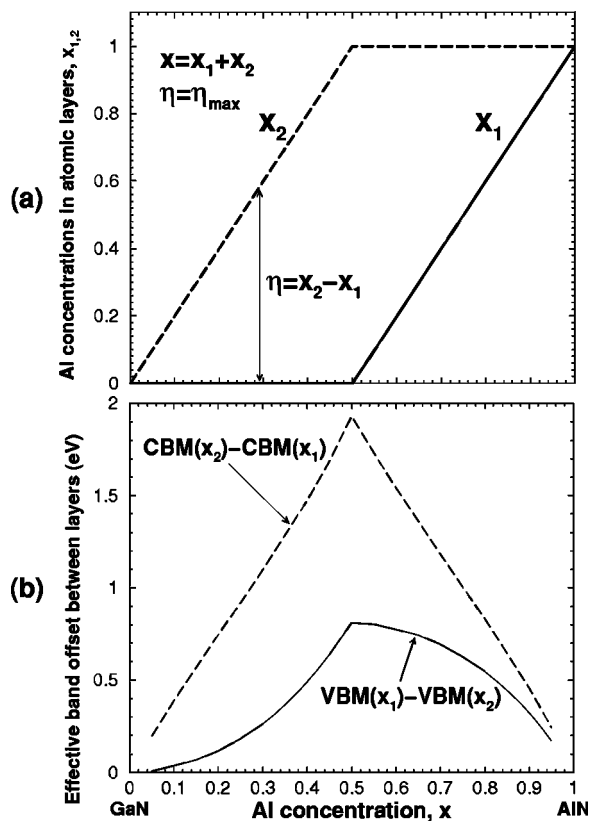 (a)
Al concentrations in atomic layers, x1,2
1
0.8
0.6
0.4
0.2
0
x=x1+x2
η=ηmax
x2
x1
η=x2−x1
(b)
Effective band offset between layers (eV)
2
1.5
1
0.5
0
CBM(x2)−CBM(x1)
VBM(x1)−VBM(x2)
0 0.1 0.2 0.3 0.4 0.5 0.6 0.7 0.8 0.9 1
GaN Al concentration, x AlN